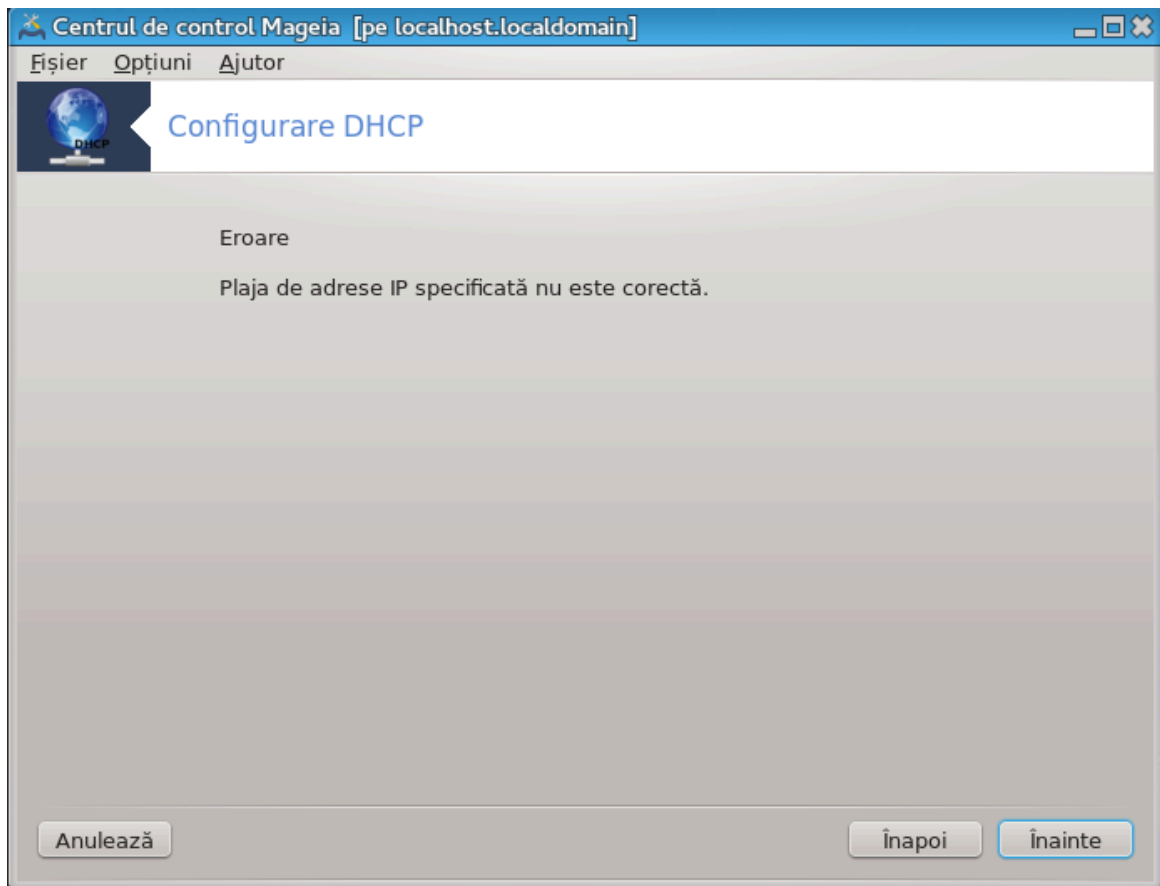 Centrul de control Mageia [pe localhost.localdomain]
Fișier Opțiuni Ajutor
DHCP
Configurare DHCP
Eroare
Plaja de adrese IP specificată nu este corectă.
Anulează Înapoi Înainte